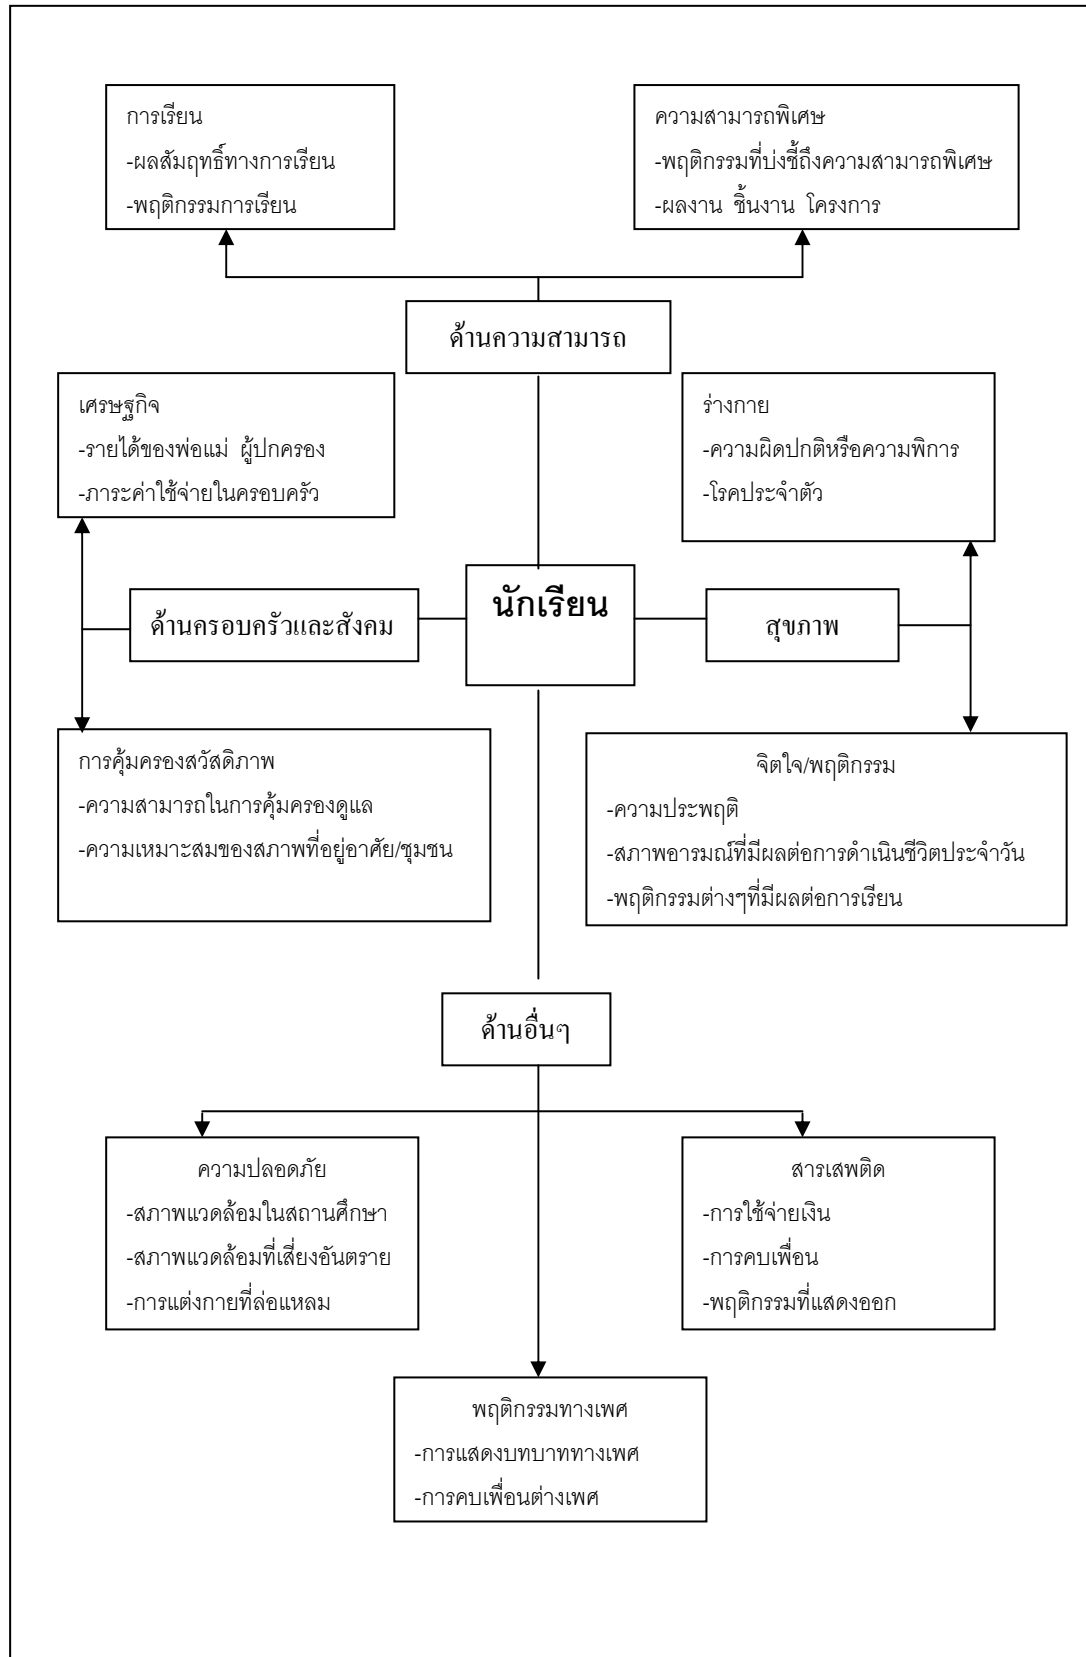 การเรียน
-ผลสัมฤทธิ์ทางการเรียน
-พฤติกรรมการเรียน
ความสามารถพิเศษ
-พฤติกรรมที่บ่งชี้ถึงความสามารถพิเศษ
-ผลงาน ชิ้นงาน โครงการ
ด้านความสามารถ
เศรษฐกิจ
-รายได้ของพ่อแม่ ผู้ปกครอง
-ภาระค่าใช้จ่ายในครอบครัว
ร่างกาย
-ความผิดปกติหรือความพิการ
-โรคประจำตัว
ด้านครอบครัวและสังคม
นักเรียน
สุขภาพ
การคุ้มครองสวัสดิภาพ
-ความสามารถในการคุ้มครองดูแล
-ความเหมาะสมของสภาพที่อยู่อาศัย/ชุมชน
จิตใจ/พฤติกรรม
-ความประพฤติ
-สภาพอารมณ์ที่มีผลต่อการดำเนินชีวิตประจำวัน
-พฤติกรรมต่างๆที่มีผลต่อการเรียน
ด้านอื่นๆ
ความปลอดภัย
-สภาพแวดล้อมในสถานศึกษา
-สภาพแวดล้อมที่เสี่ยงอันตราย
-การแต่งกายที่ล่อแหลม
สารเสพติด
-การใช้จ่ายเงิน
-การคบเพื่อน
-พฤติกรรมที่แสดงออก
พฤติกรรมทางเพศ
-การแสดงบทบาททางเพศ
-การคบเพื่อนต่างเพศ